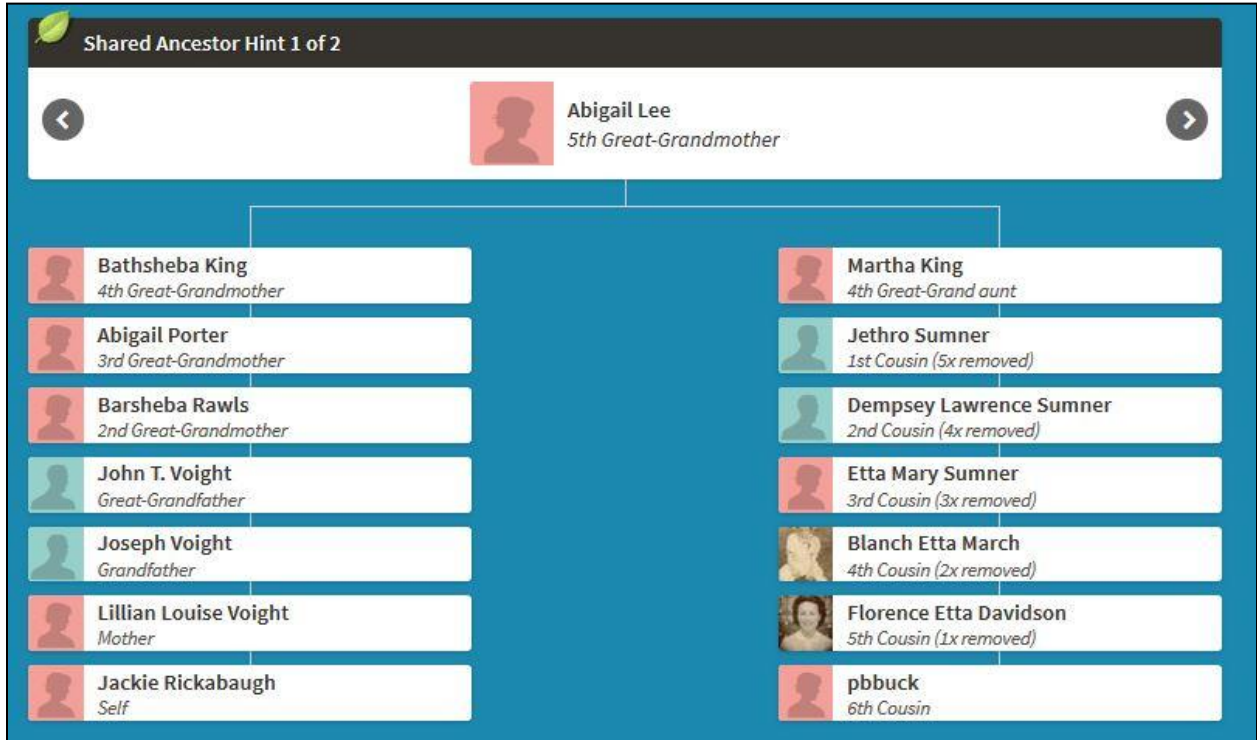 Shared Ancestor Hint 1 of 2
Abigail Lee
5th Great-Grandmother
Bathsheba King
4th Great-Grandmother
Abigail Porter
3rd Great-Grandmother
Barsheba Rawls
2nd Great-Grandmother
John T. Voight
Great-Grandfather
Joseph Voight
Grandfather
Lillian Louise Voight
Mother
Jackie Rickabaugh
Self
Martha King
4th Great-Grand aunt
Jethro Sumner
1st Cousin (5x removed)
Dempsey Lawrence Sumner
2nd Cousin (4x removed)
Etta Mary Sumner
3rd Cousin (3x removed)
Blanch Etta March
4th Cousin (2x removed)
Florence Etta Davidson
5th Cousin (1x removed)
pbbuck
6th Cousin